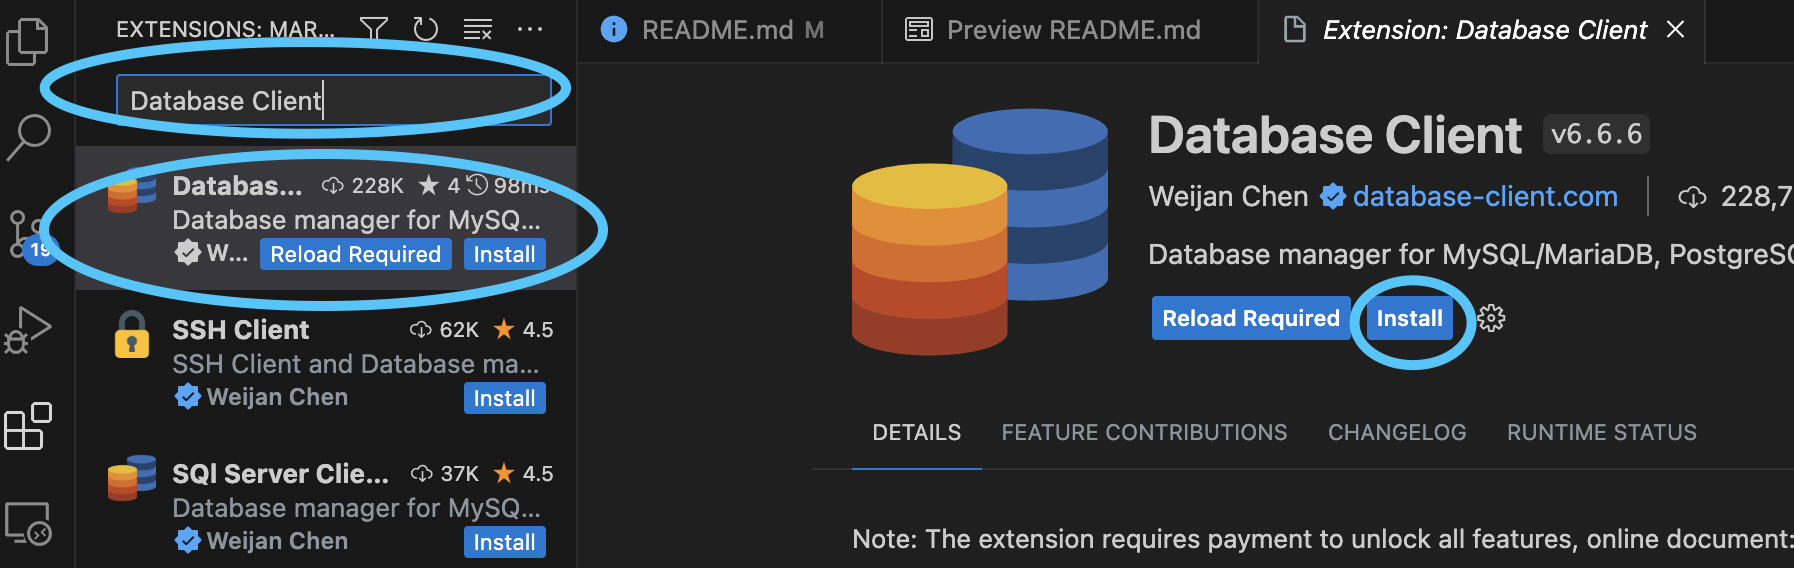 EXTENSIONS: MAR...
Database Client
Databas... 228K 4 98ms
Database manager for MySQ...
W... Reload Required Install
19
SSH Client 62K 4.5
SSH Client and Database ma...
Weijan Chen Install
SQl Server Clie... 37K 4.5
Database manager for MySQ...
Weijan Chen Install
README.md M
Preview README.md
Extension: Database Client
Database Client v6.6.6
Weijan Chen database-client.com 228,7
Database manager for MySQL/MariaDB, PostgreSQ
Reload Required Install
DETAILS FEATURE CONTRIBUTIONS CHANGELOG RUNTIME STATUS
Note: The extension requires payment to unlock all features, online document: